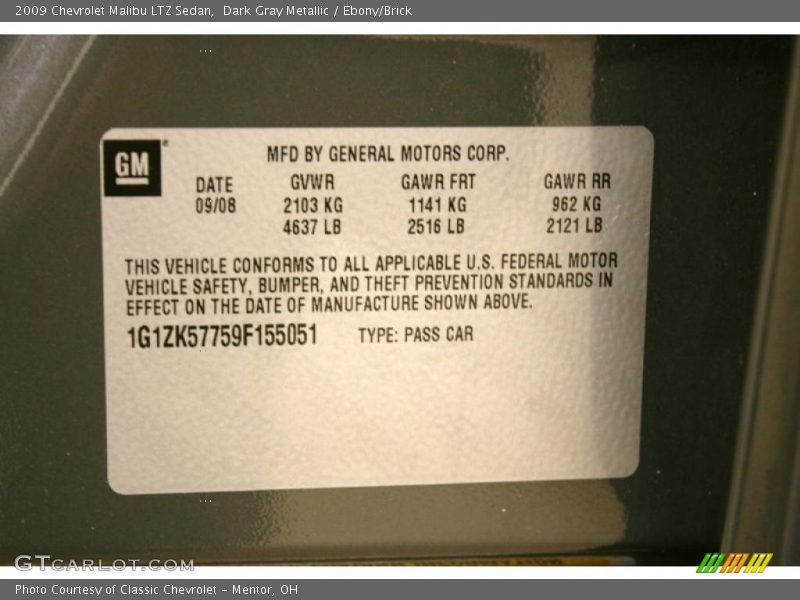 2009 Chevrolet Malibu LTZ Sedan,  Dark Gray Metallic / Ebony/Brick
GM
MFD BY GENERAL MOTORS CORP.
DATE GVWR GAWR FRT GAWR RR
09/08 2103 KG 1141 KG 962 KG
4637 LB 2516 LB 2121 LB
THIS VEHICLE CONFORMS TO ALL APPLICABLE U.S. FEDERAL MOTOR
VEHICLE SAFETY, BUMPER, AND THEFT PREVENTION STANDARDS IN
EFFECT ON THE DATE OF MANUFACTURE SHOWN ABOVE.
1G1ZK57759F155051 TYPE: PASS CAR
GTCARLOT.COM
Photo Courtesy of Classic Chevrolet - Mentor, OH